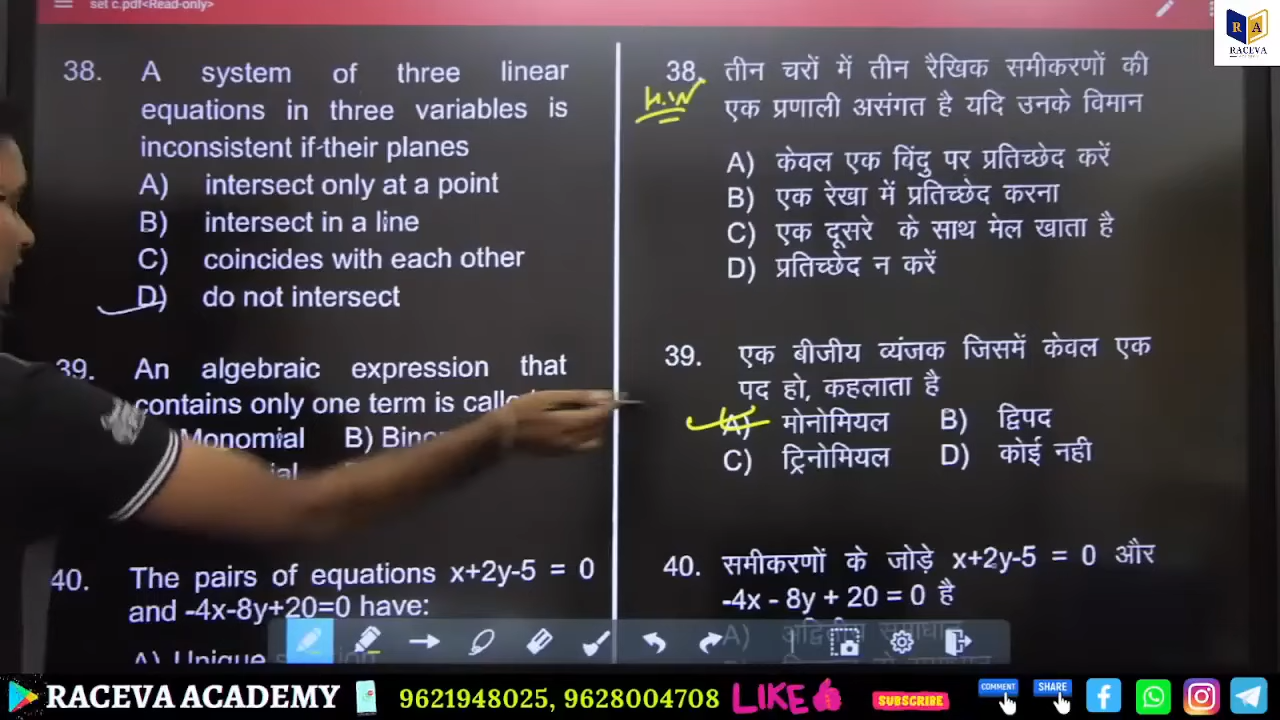 set c.pdf<Read-only>
R A
RACEVA
38. A system of three linear
equations in three variables is
inconsistent if their planes
A) intersect only at a point
B) intersect in a line
C) coincides with each other
D) do not intersect
39. An algebraic expression that
contains only one term is
Monomial B)
40. The pairs of equations x+2y-5 = 0
and -4x-8y+20=0 have:
A) Unique
38. तीन चरों में तीन रैखिक समीकरणों की
H.W
एक प्रणाली असंगत है यदि उनके विमान
A) केवल एक विंदु पर प्रतिच्छेद करें
B) एक रेखा में प्रतिच्छेद करना
C) एक दूसरे के साथ मेल खाता है
D) प्रतिच्छेद न करें
39. एक बीजीय व्यंजक जिसमें केवल एक
पद हो, कहलाता है
A) मोनोमियल B) द्विपद
C) ट्रिनोमियल D) कोई नही
40. समीकरणों के जोड़े x+2y-5 = 0 और
-4x - 8y + 20 = 0 है
A) अद्वितीय समाधान
RACEVA ACADEMY 9621948025, 9628004708 LIKE SUBSCRIBE COMMENT SHARE